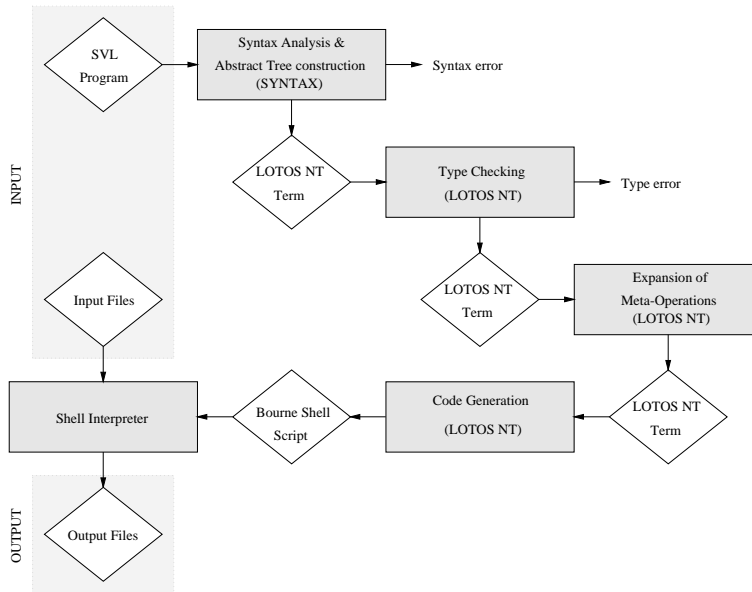 INPUT
SVL
Program
Syntax Analysis &
Abstract Tree construction
(SYNTAX)
Syntax error
LOTOS NT
Term
Type Checking
(LOTOS NT)
Type error
LOTOS NT
Term
Expansion of
Meta-Operations
(LOTOS NT)
Input Files
LOTOS NT
Term
Code Generation
(LOTOS NT)
Bourne Shell
Script
Shell Interpreter
OUTPUT
Output Files